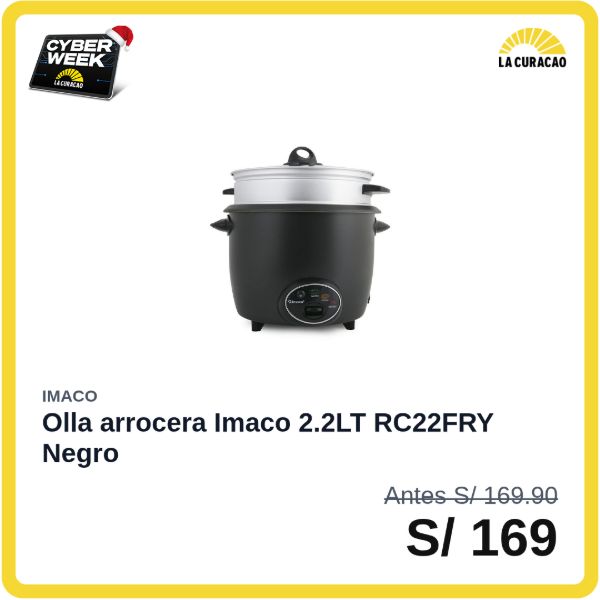 CYBER
WEEK
LA CURACAO
LA CURACAO
IMACO
Olla arrocera Imaco 2.2LT RC22FRY
Negro
Antes S/ 169.90
S/ 169